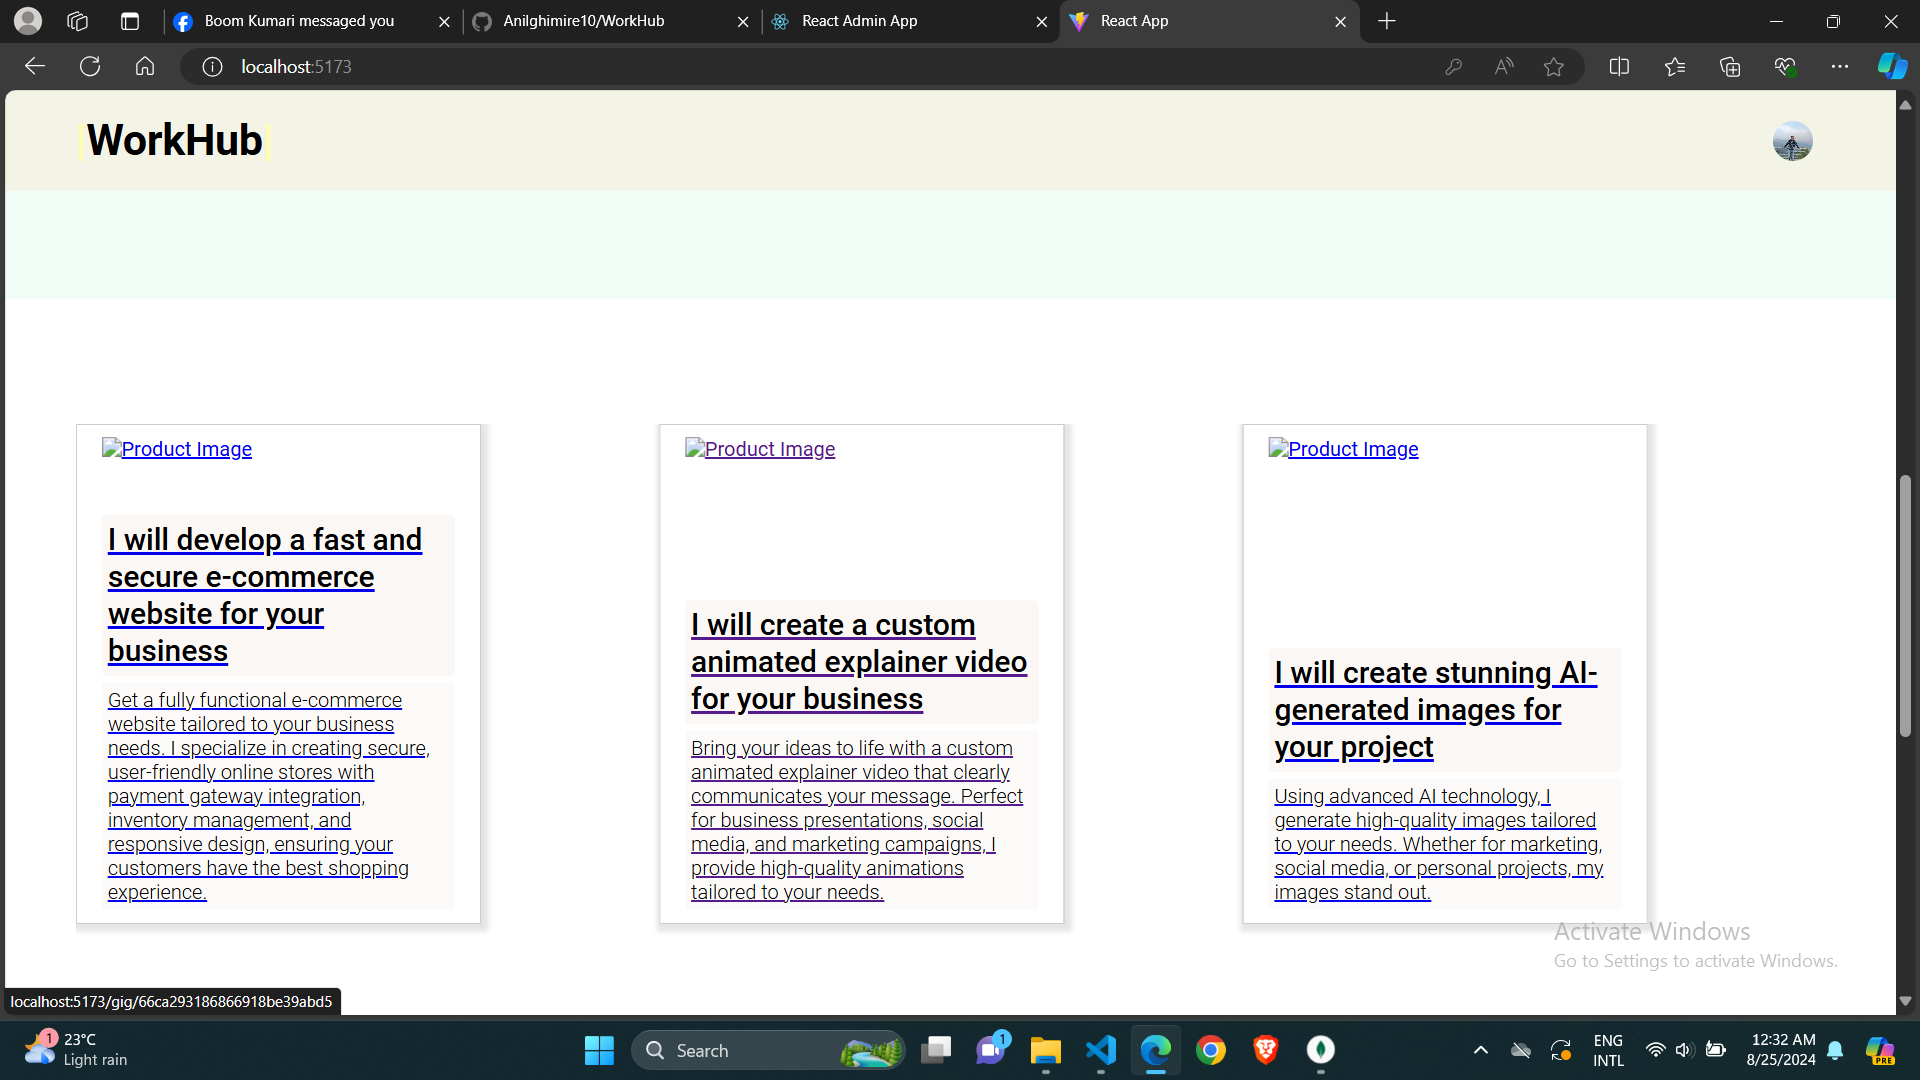 Boom Kumari messaged you
Anilghimire10/WorkHub
React Admin App
React App
localhost:5173
WorkHub
Product Image
I will develop a fast and
secure e-commerce
website for your
business
Get a fully functional e-commerce
website tailored to your business
needs. I specialize in creating secure,
user-friendly online stores with
payment gateway integration,
inventory management, and
responsive design, ensuring your
customers have the best shopping
experience.
Product Image
I will create a custom
animated explainer video
for your business
Bring your ideas to life with a custom
animated explainer video that clearly
communicates your message. Perfect
for business presentations, social
media, and marketing campaigns, I
provide high-quality animations
tailored to your needs.
Product Image
I will create stunning AI-
generated images for
your project
Using advanced AI technology, I
generate high-quality images tailored
to your needs. Whether for marketing,
social media, or personal projects, my
images stand out.
Activate Windows
Go to Settings to activate Windows.
localhost:5173/gig/66ca293186866918be39abd5
1
23°C
Light rain
Search
1
ENG
INTL
12:32 AM
8/25/2024
PRE